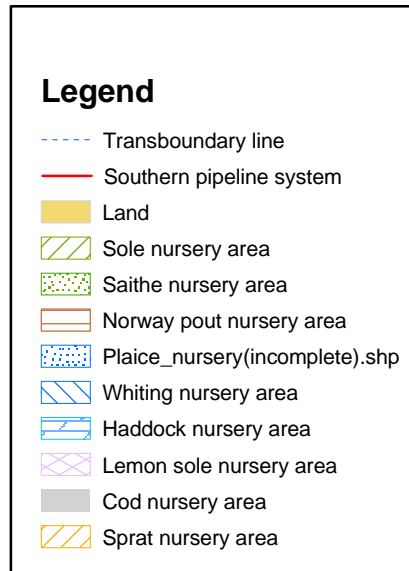 Legend
Transboundary line
Southern pipeline system
Land
Sole nursery area
Saithe nursery area
Norway pout nursery area
Plaice_nursery(incomplete).shp
Whiting nursery area
Haddock nursery area
Lemon sole nursery area
Cod nursery area
Sprat nursery area